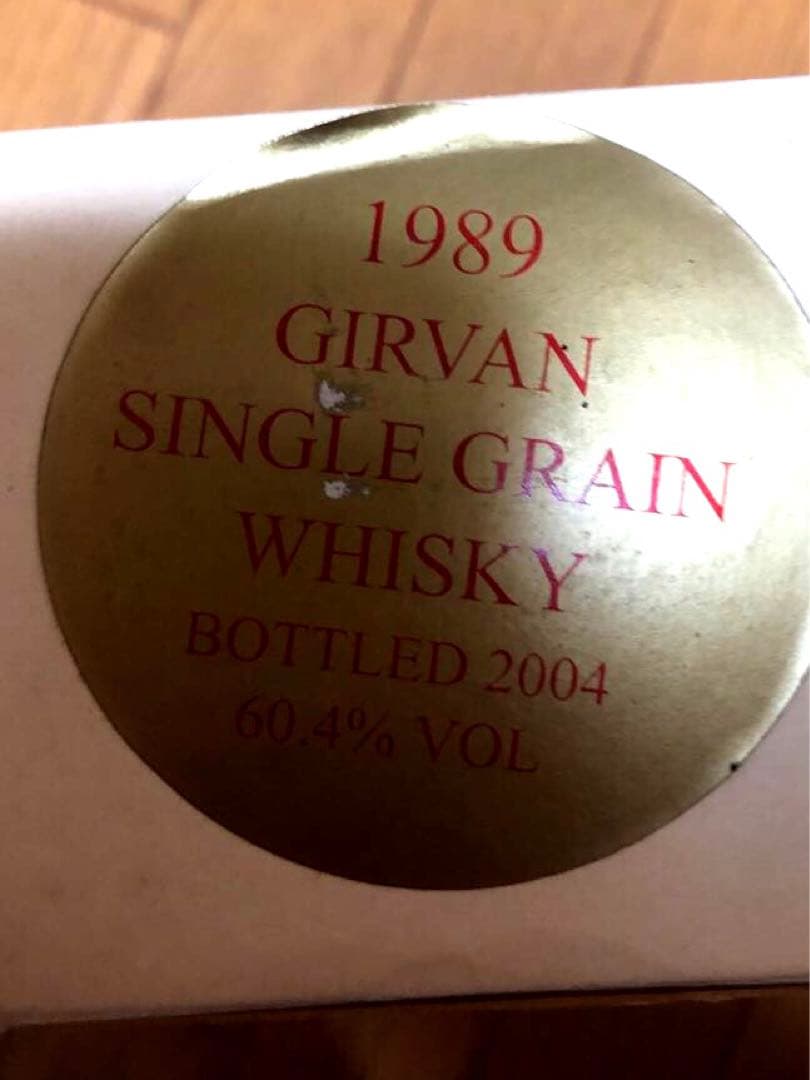 1989
GIRVAN
SINGLE GRAIN
WHISKY
BOTTLED 2004
60.4% VOL